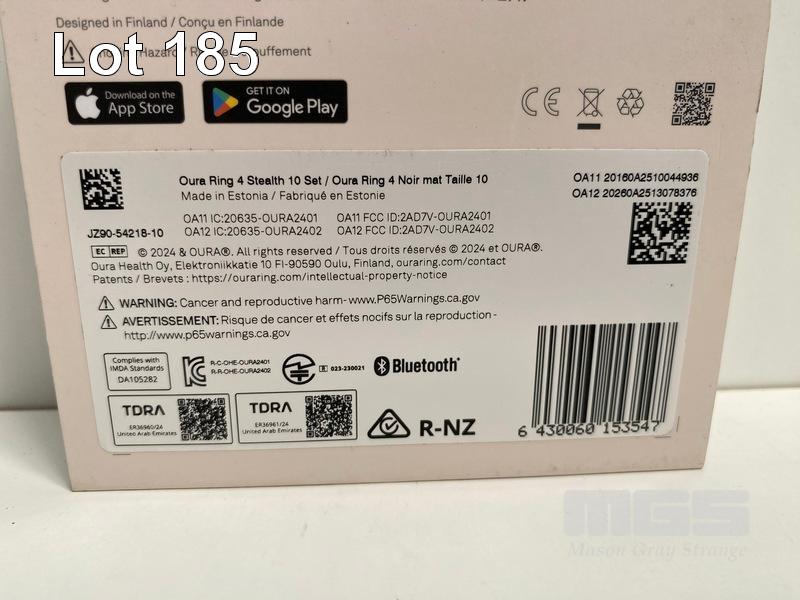 Designed in Finland / Conçu en Finlande
Lot 185
Download on the
App Store
GET IT ON
Google Play
Oura Ring 4 Stealth 10 Set / Oura Ring 4 Noir mat Taille 10
Made in Estonia / Fabriqué en Estonie
OA11 20160A2510044936
OA12 20260A2513078376
JZ90-54218-10
OA11 IC:20635-OURA2401 OA11 FCC ID:2AD7V-OURA2401
OA12 IC:20635-OURA2402 OA12 FCC ID:2AD7V-OURA2402
EC REP © 2024 & OURA®. All rights reserved / Tous droits réservés © 2024 et OURA®.
Oura Health Oy, Elektroniikkatie 10 FI-90590 Oulu, Finland, ouraring.com/contact
Patents / Brevets : https://ouraring.com/intellectual-property-notice
WARNING: Cancer and reproductive harm-www.P65Warnings.ca.gov
AVERTISSEMENT: Risque de cancer et effets nocifs sur la reproduction -
http://www.p65warnings.ca.gov
Complies with
IMDA Standards
DA105282
R-C-OHE-OURA2401
R-R-OHE-OURA2402
R 023-230021
Bluetooth®
TDRA
ER36960/24
United Arab Emirates
TDRA
ER36961/24
United Arab Emirates
R-NZ
6 430060 153547
MGS
Mason Gray Strange